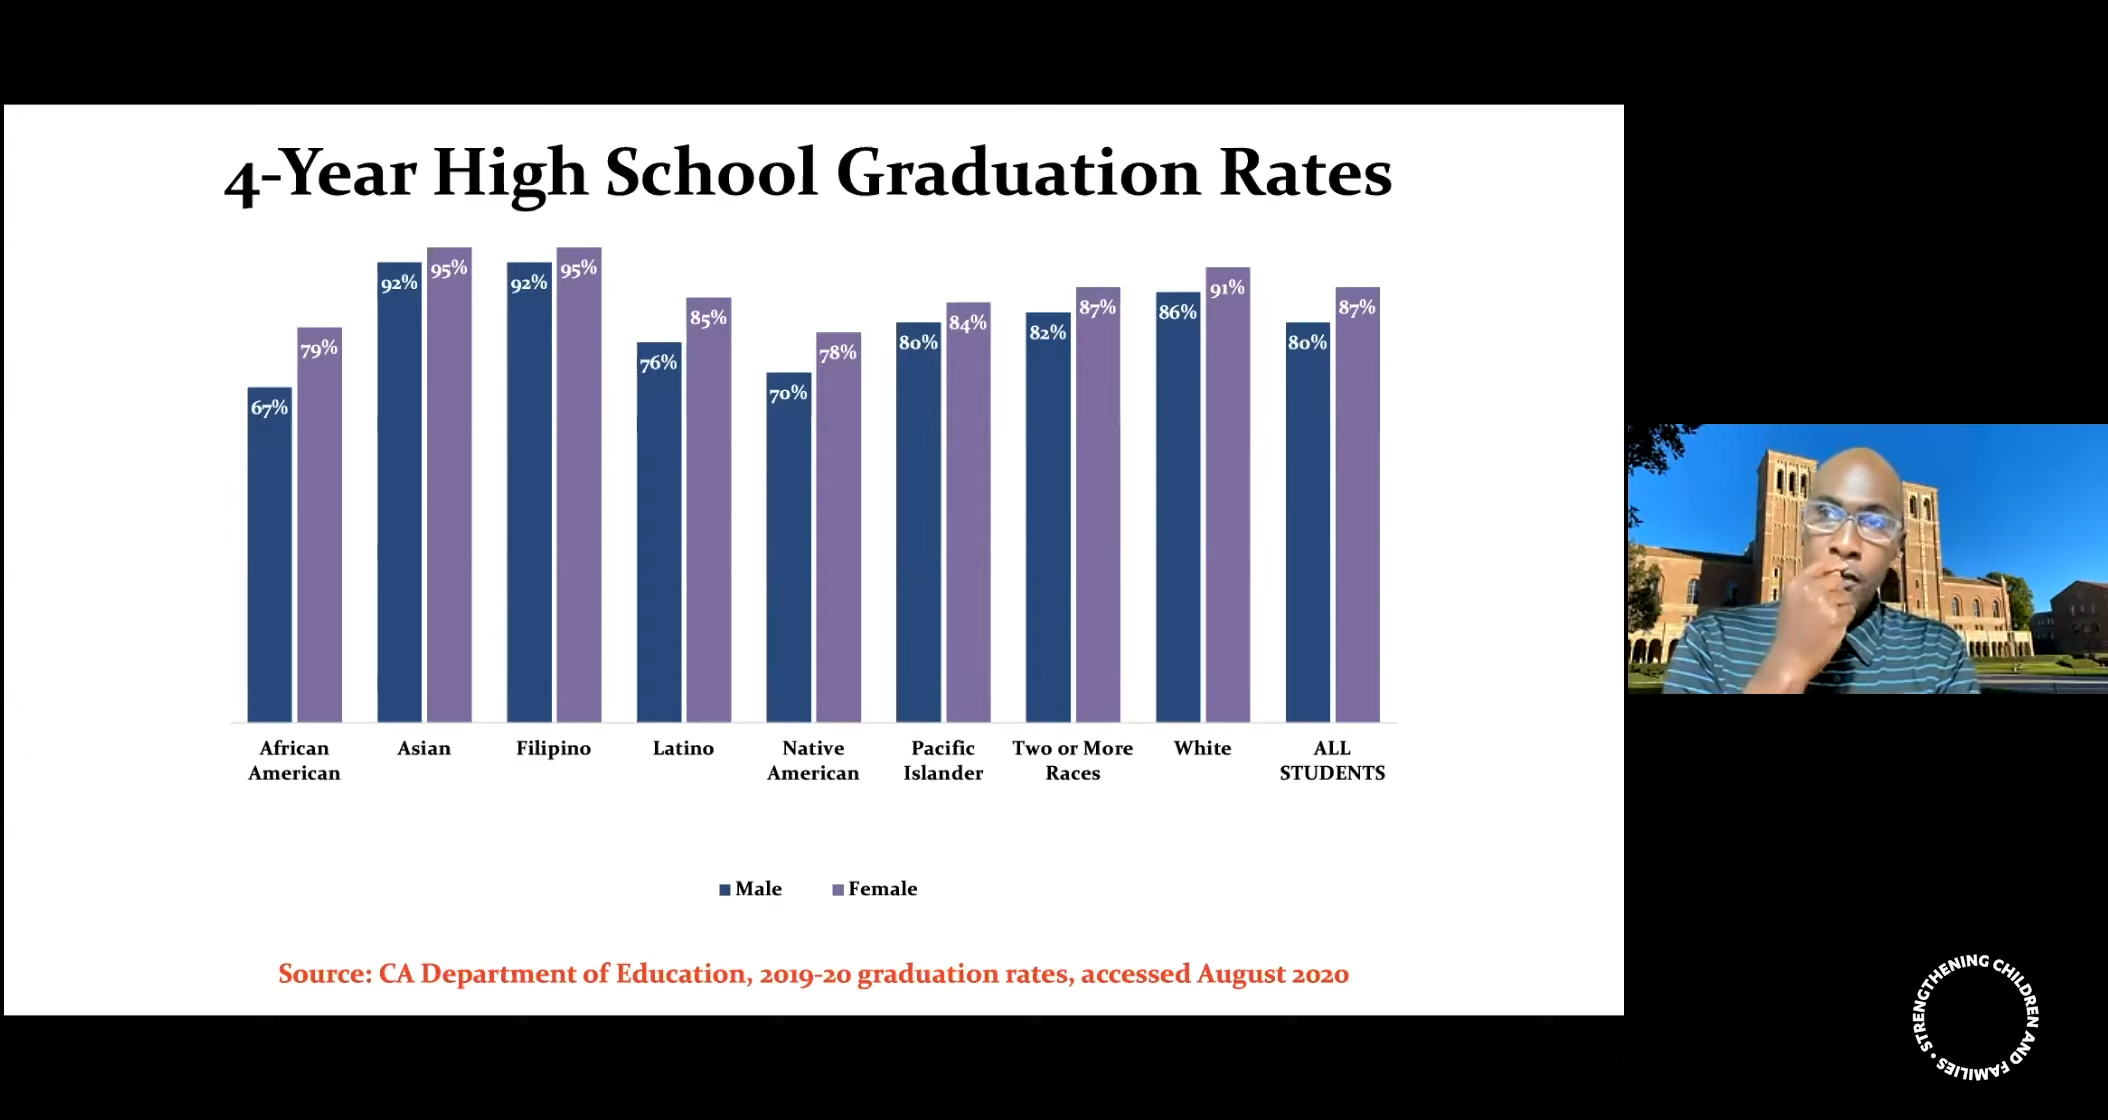 4-Year High School Graduation Rates
67%
79%
92%
95%
92%
95%
76%
85%
70%
78%
80%
84%
82%
87%
86%
91%
80%
87%
African
American
Asian
Filipino
Latino
Native
American
Pacific
Islander
Two or More
Races
White
ALL
STUDENTS
Male
Female
Source: CA Department of Education, 2019-20 graduation rates, accessed August 2020
STRENGTHENING CHILDREN AND FAMILIES •